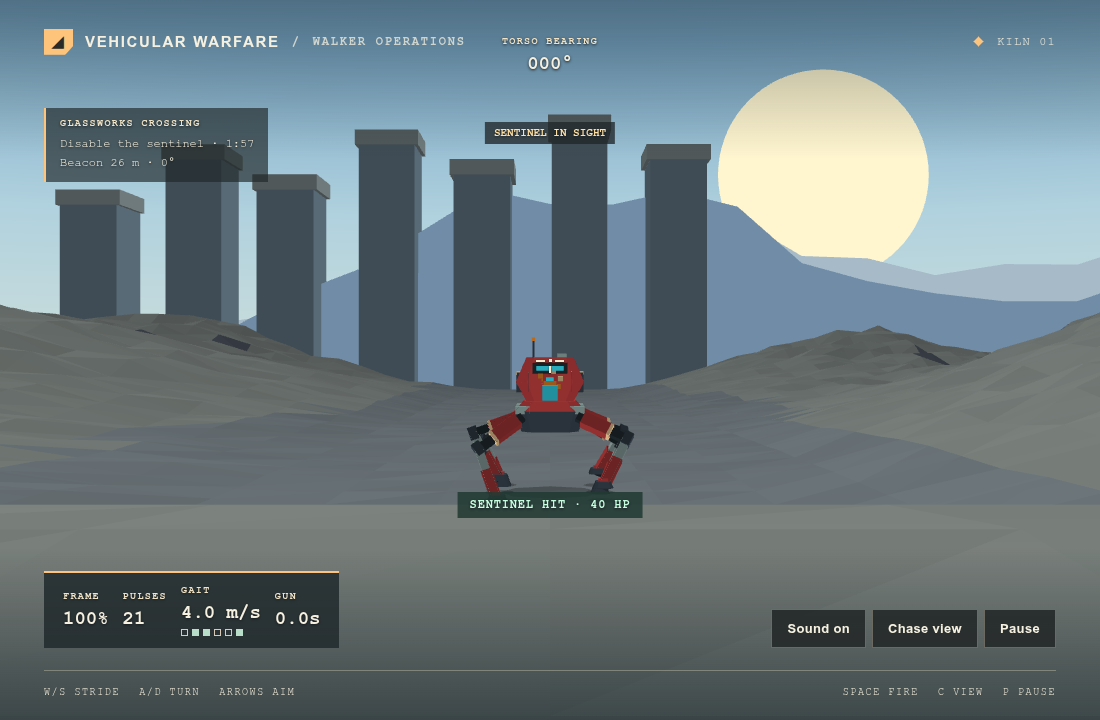 VEHICULAR WARFARE / WALKER OPERATIONS
TORSO BEARING
000°
KILN 01
GLASSWORKS CROSSING
Disable the sentinel · 1:57
Beacon 26 m · 0°
SENTINEL IN SIGHT
SENTINEL HIT · 40 HP
FRAME
100%
PULSES
21
GAIT
4.0 m/s
GUN
0.0s
Sound on
Chase view
Pause
W/S STRIDE A/D TURN ARROWS AIM
SPACE FIRE C VIEW P PAUSE